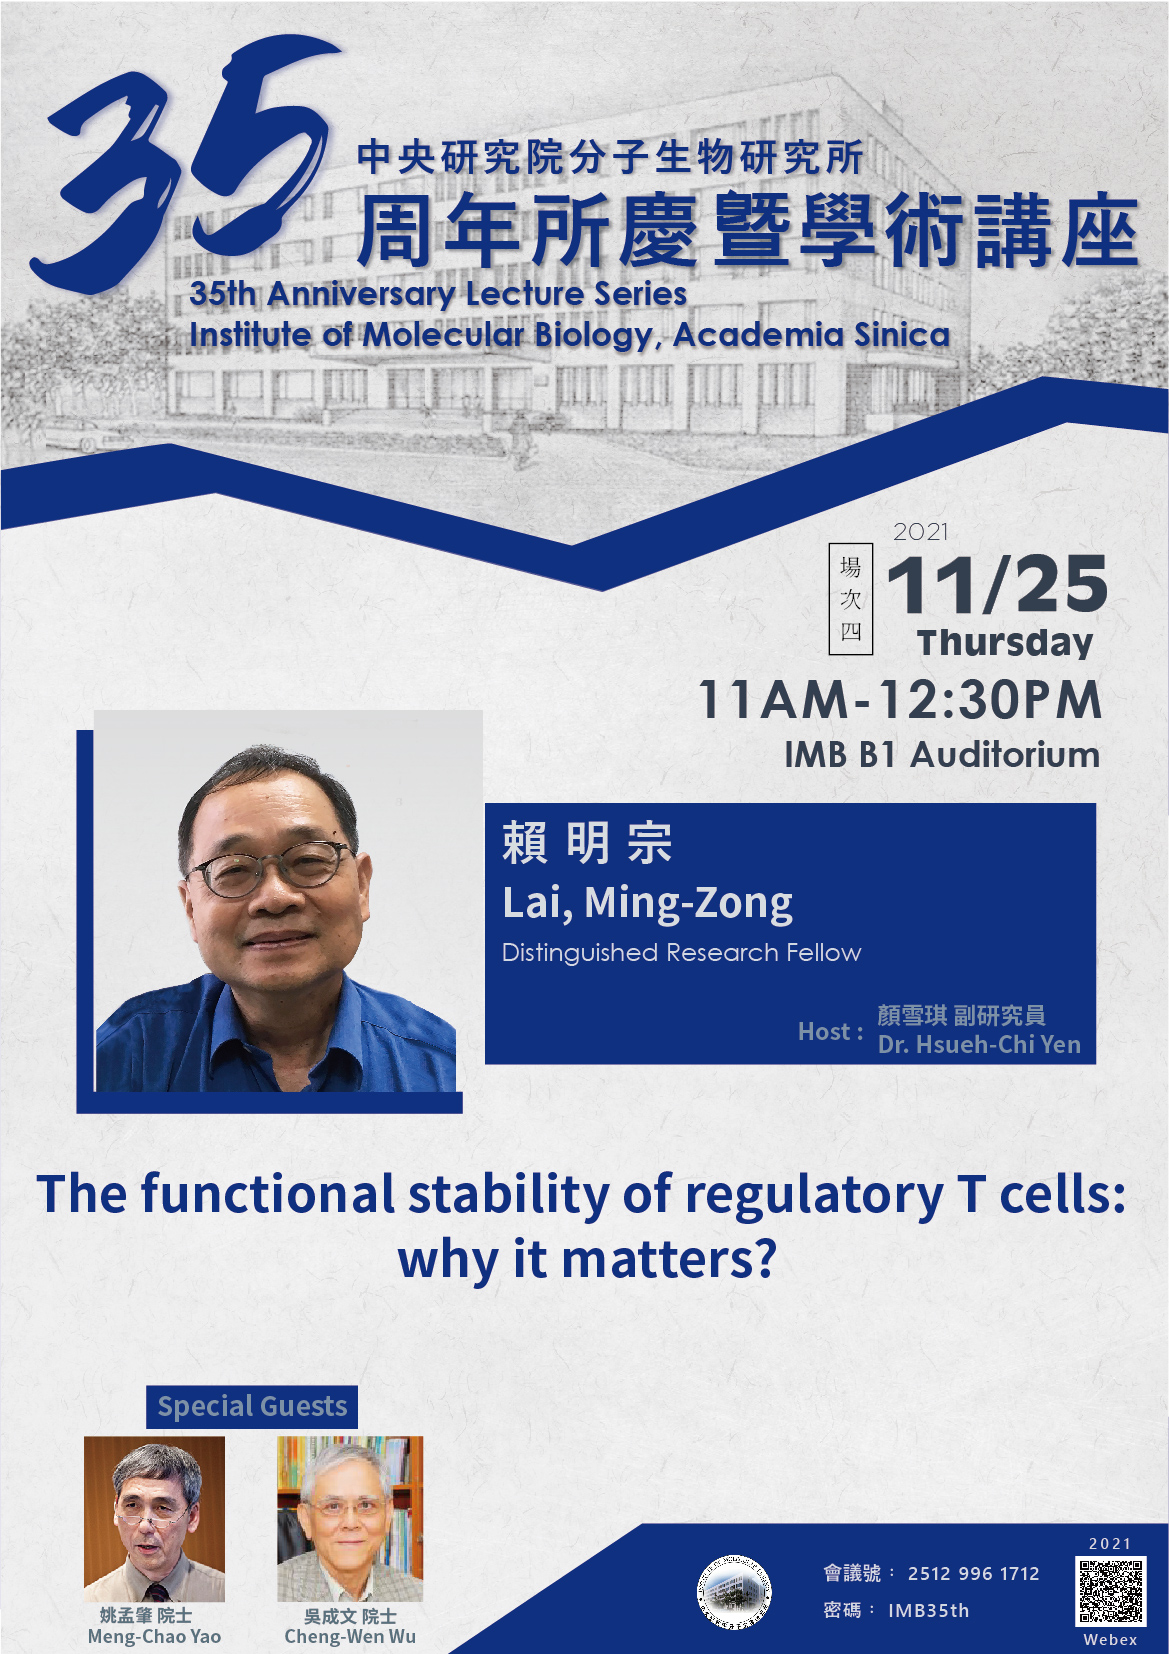 35
中央研究院分子生物研究所
周年所慶暨學術講座
35th Anniversary Lecture Series
Institute of Molecular Biology, Academia Sinica
2021
場次四
11/25
Thursday
11AM-12:30PM
IMB B1 Auditorium
賴明宗
Lai, Ming-Zong
Distinguished Research Fellow
Host :
顏雪琪 副研究員
Dr. Hsueh-Chi Yen
The functional stability of regulatory T cells:
why it matters?
Special Guests
姚孟肇 院士
Meng-Chao Yao
吳成文 院士
Cheng-Wen Wu
會議號： 2512 996 1712
密碼： IMB35th
2021
Webex